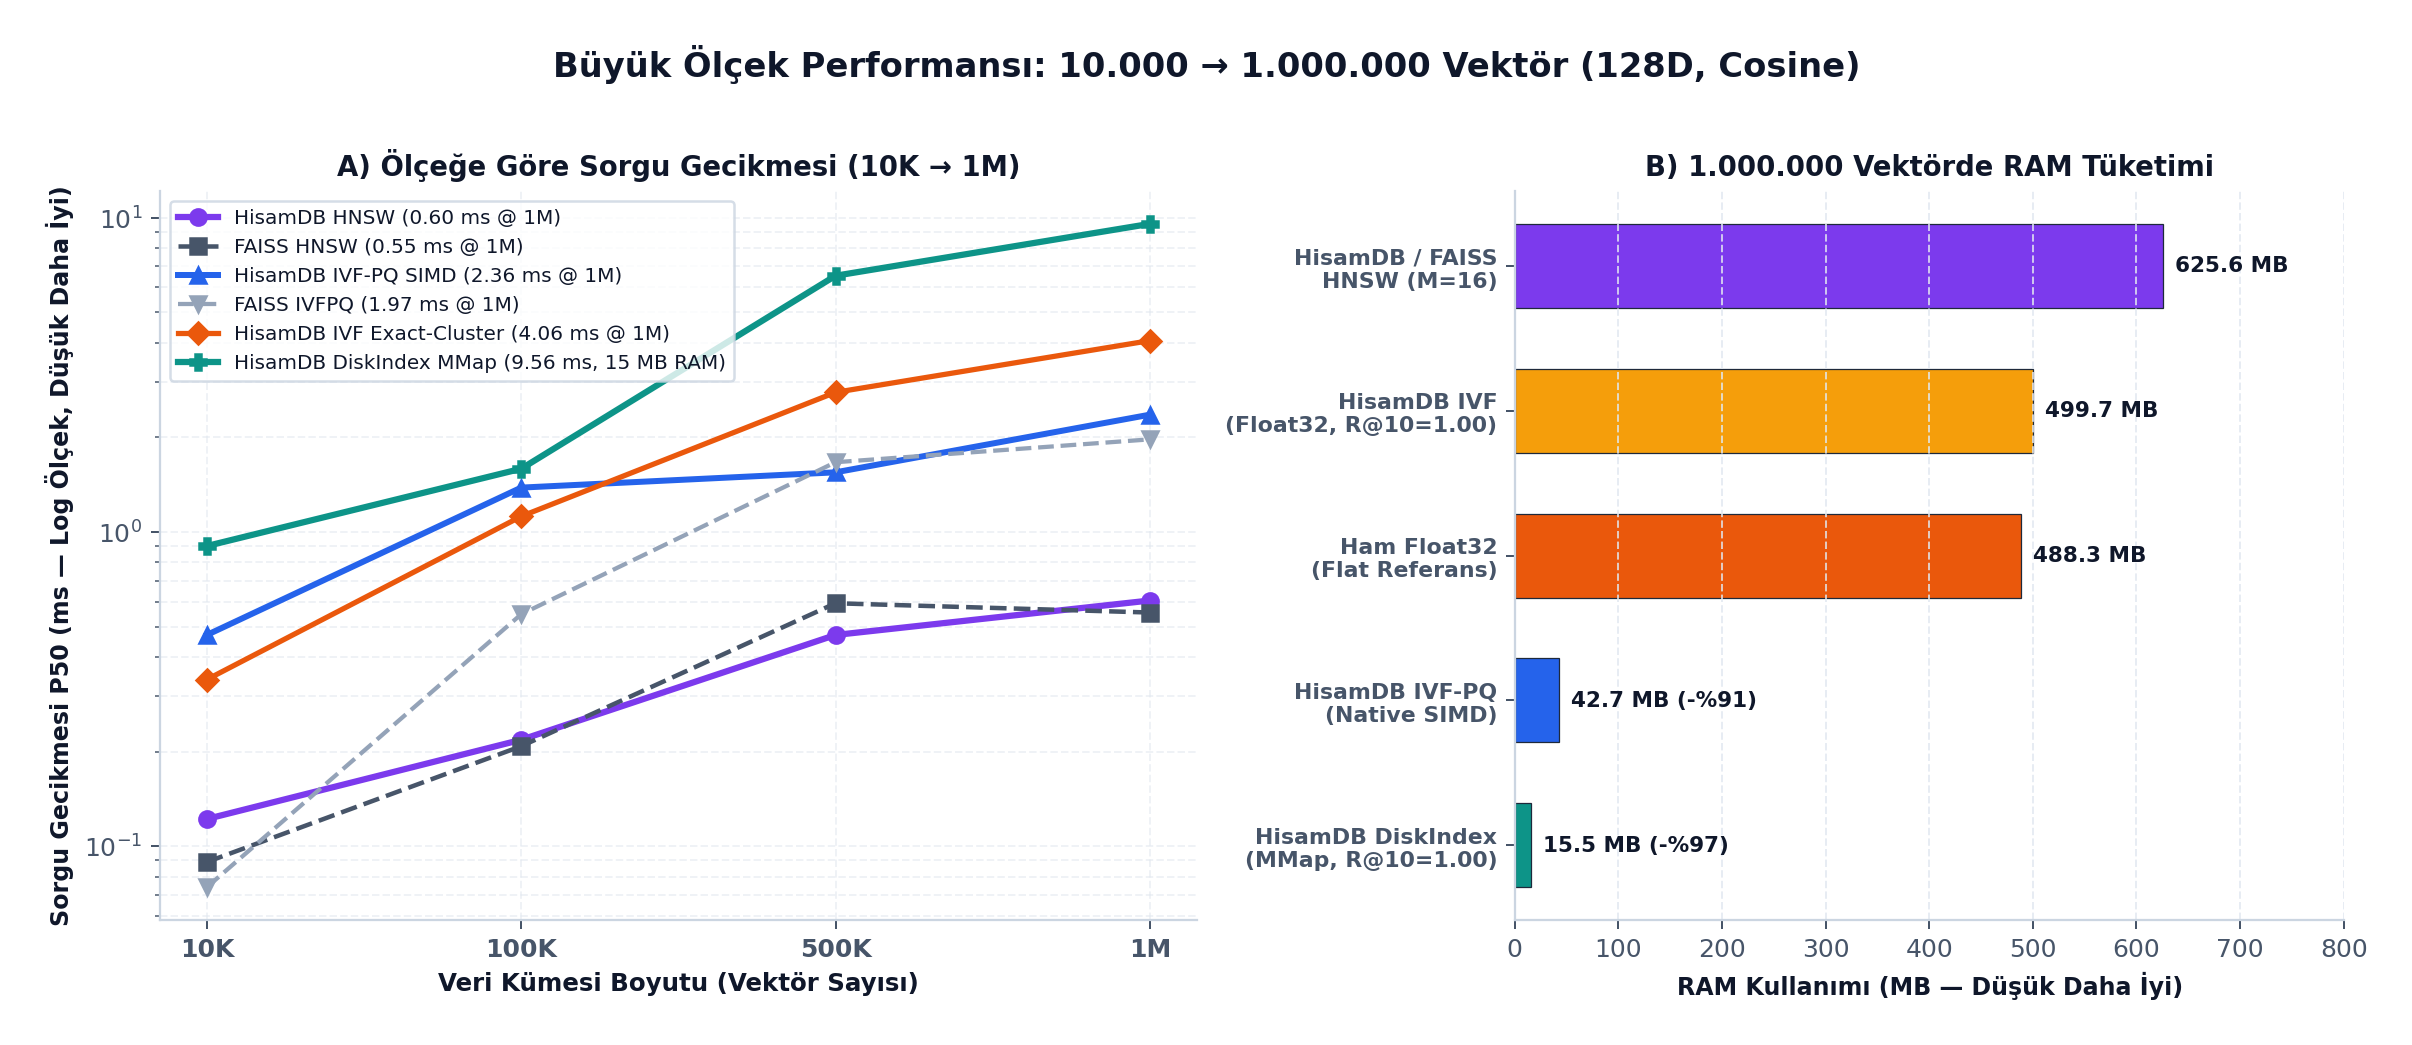 Büyük Ölçek Performansı: 10.000 → 1.000.000 Vektör (128D, Cosine)
A) Ölçeğe Göre Sorgu Gecikmesi (10K → 1M)
Sorgu Gecikmesi P50 (ms — Log Ölçek, Düşük Daha İyi)
10¹
10⁰
10⁻¹
HisamDB HNSW (0.60 ms @ 1M)
FAISS HNSW (0.55 ms @ 1M)
HisamDB IVF-PQ SIMD (2.36 ms @ 1M)
FAISS IVFPQ (1.97 ms @ 1M)
HisamDB IVF Exact-Cluster (4.06 ms @ 1M)
HisamDB DiskIndex MMap (9.56 ms, 15 MB RAM)
10K 100K 500K 1M
Veri Kümesi Boyutu (Vektör Sayısı)
B) 1.000.000 Vektörde RAM Tüketimi
HisamDB / FAISS
HNSW (M=16)
625.6 MB
HisamDB IVF
(Float32, R@10=1.00)
499.7 MB
Ham Float32
(Flat Referans)
488.3 MB
HisamDB IVF-PQ
(Native SIMD)
42.7 MB (-%91)
HisamDB DiskIndex
(MMap, R@10=1.00)
15.5 MB (-%97)
0 100 200 300 400 500 600 700 800
RAM Kullanımı (MB — Düşük Daha İyi)